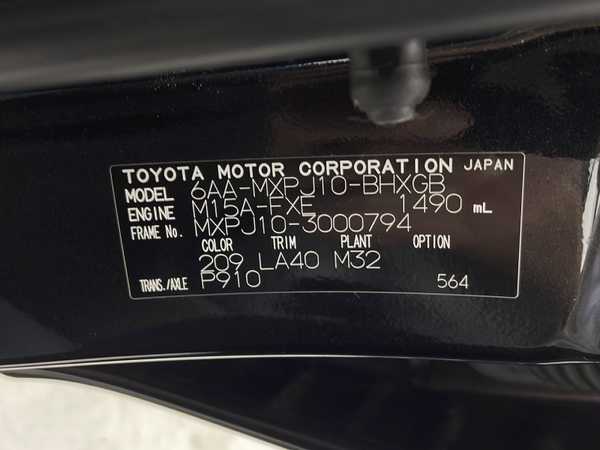 TOYOTA MOTOR CORPORATION JAPAN
MODEL 6AA-MXPJ10-BHXGB
ENGINE M15A-FXE 1490 mL
FRAME No. MXPJ10-3000794
COLOR TRIM PLANT OPTION
209 LA40 M32
TRANS./AXLE P910 564